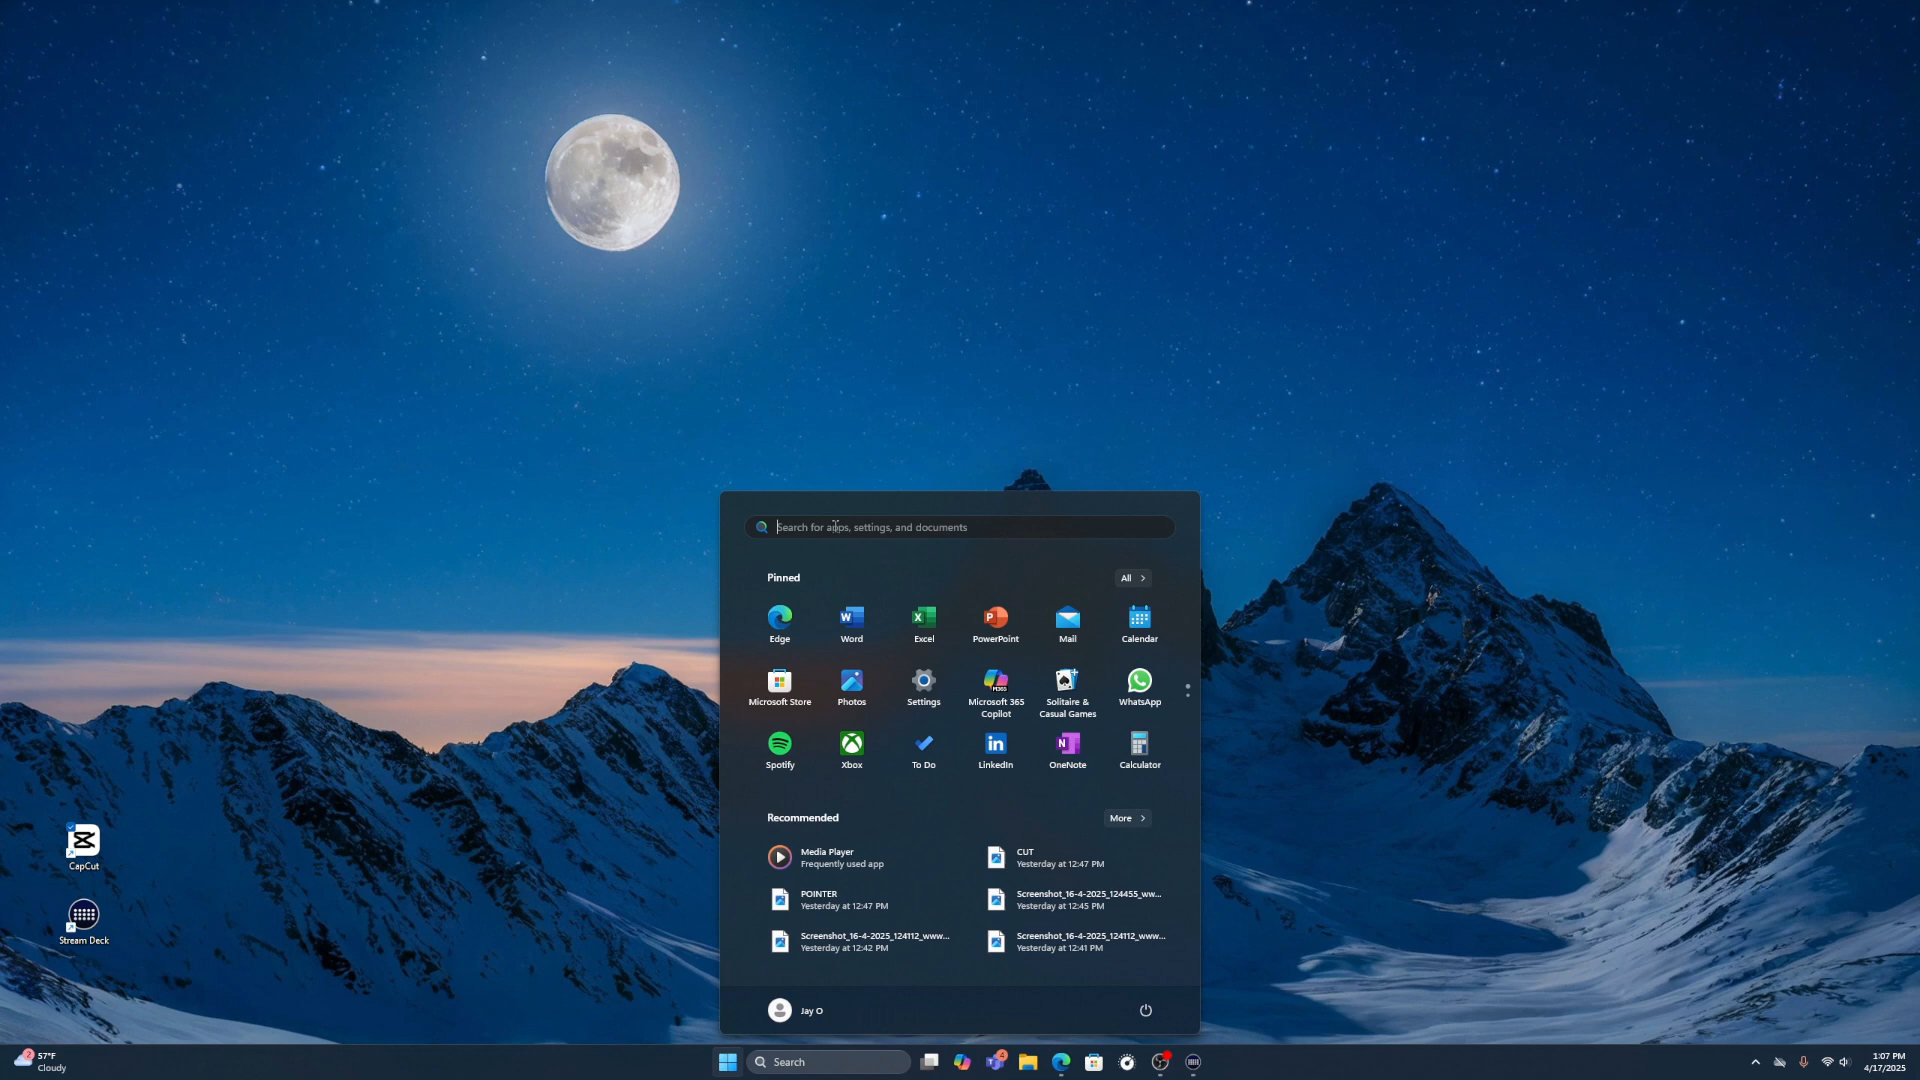 Search for apps, settings, and documents
Pinned
All
Edge
Word
Excel
PowerPoint
Mail
Calendar
Microsoft Store
Photos
Settings
Microsoft 365
Copilot
Solitaire &
Casual Games
WhatsApp
Spotify
Xbox
To Do
LinkedIn
OneNote
Calculator
Recommended
More
Media Player
Frequently used app
CUT
Yesterday at 12:47 PM
POINTER
Yesterday at 12:47 PM
Screenshot_16-4-2025_124455_ww...
Yesterday at 12:45 PM
Screenshot_16-4-2025_124112_www...
Yesterday at 12:42 PM
Screenshot_16-4-2025_124112_www...
Yesterday at 12:41 PM
Jay O
CapCut
Stream Deck
2
57°F
Cloudy
Search
4
1:07 PM
4/17/2025